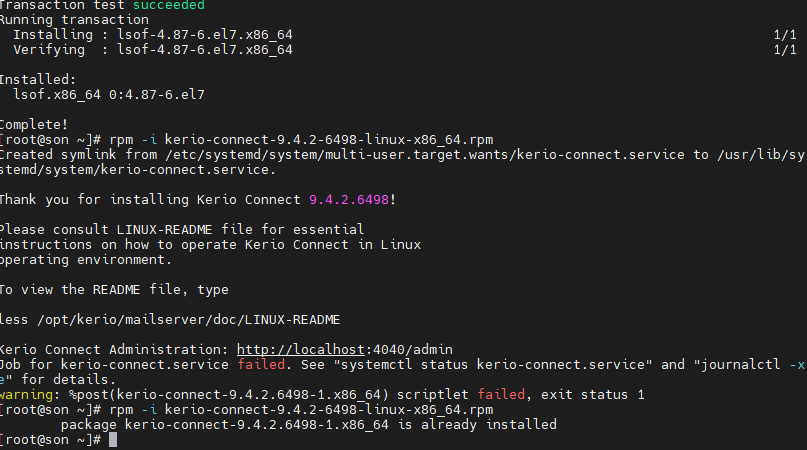 Transaction test succeeded
Running transaction
  Installing : lsof-4.87-6.el7.x86_64 1/1
  Verifying  : lsof-4.87-6.el7.x86_64 1/1

Installed:
  lsof.x86_64 0:4.87-6.el7

Complete!
[root@son ~]# rpm -i kerio-connect-9.4.2-6498-linux-x86_64.rpm
Created symlink from /etc/systemd/system/multi-user.target.wants/kerio-connect.service to /usr/lib/sy
stemd/system/kerio-connect.service.

Thank you for installing Kerio Connect 9.4.2.6498!

Please consult LINUX-README file for essential
instructions on how to operate Kerio Connect in Linux
operating environment.

To view the README file, type

less /opt/kerio/mailserver/doc/LINUX-README

Kerio Connect Administration: http://localhost:4040/admin
Job for kerio-connect.service failed. See "systemctl status kerio-connect.service" and "journalctl -x
e" for details.
warning: %post(kerio-connect-9.4.2.6498-1.x86_64) scriptlet failed, exit status 1
[root@son ~]# rpm -i kerio-connect-9.4.2-6498-linux-x86_64.rpm
        package kerio-connect-9.4.2.6498-1.x86_64 is already installed
[root@son ~]#